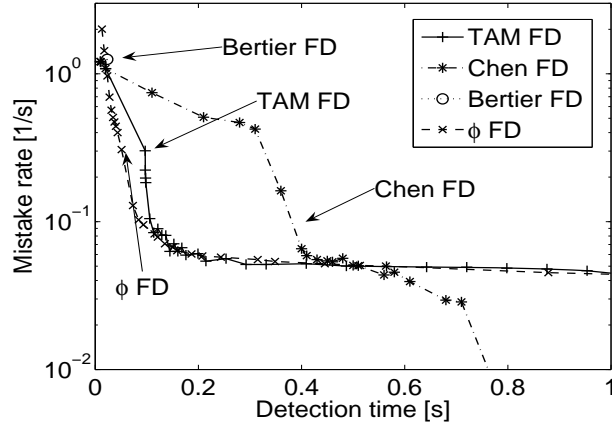 Mistake rate [1/s]
10^0
10^-1
10^-2
Bertier FD
TAM FD
Chen FD
φ FD
TAM FD
Chen FD
Bertier FD
φ FD
0
0.2
0.4
0.6
0.8
1
Detection time [s]